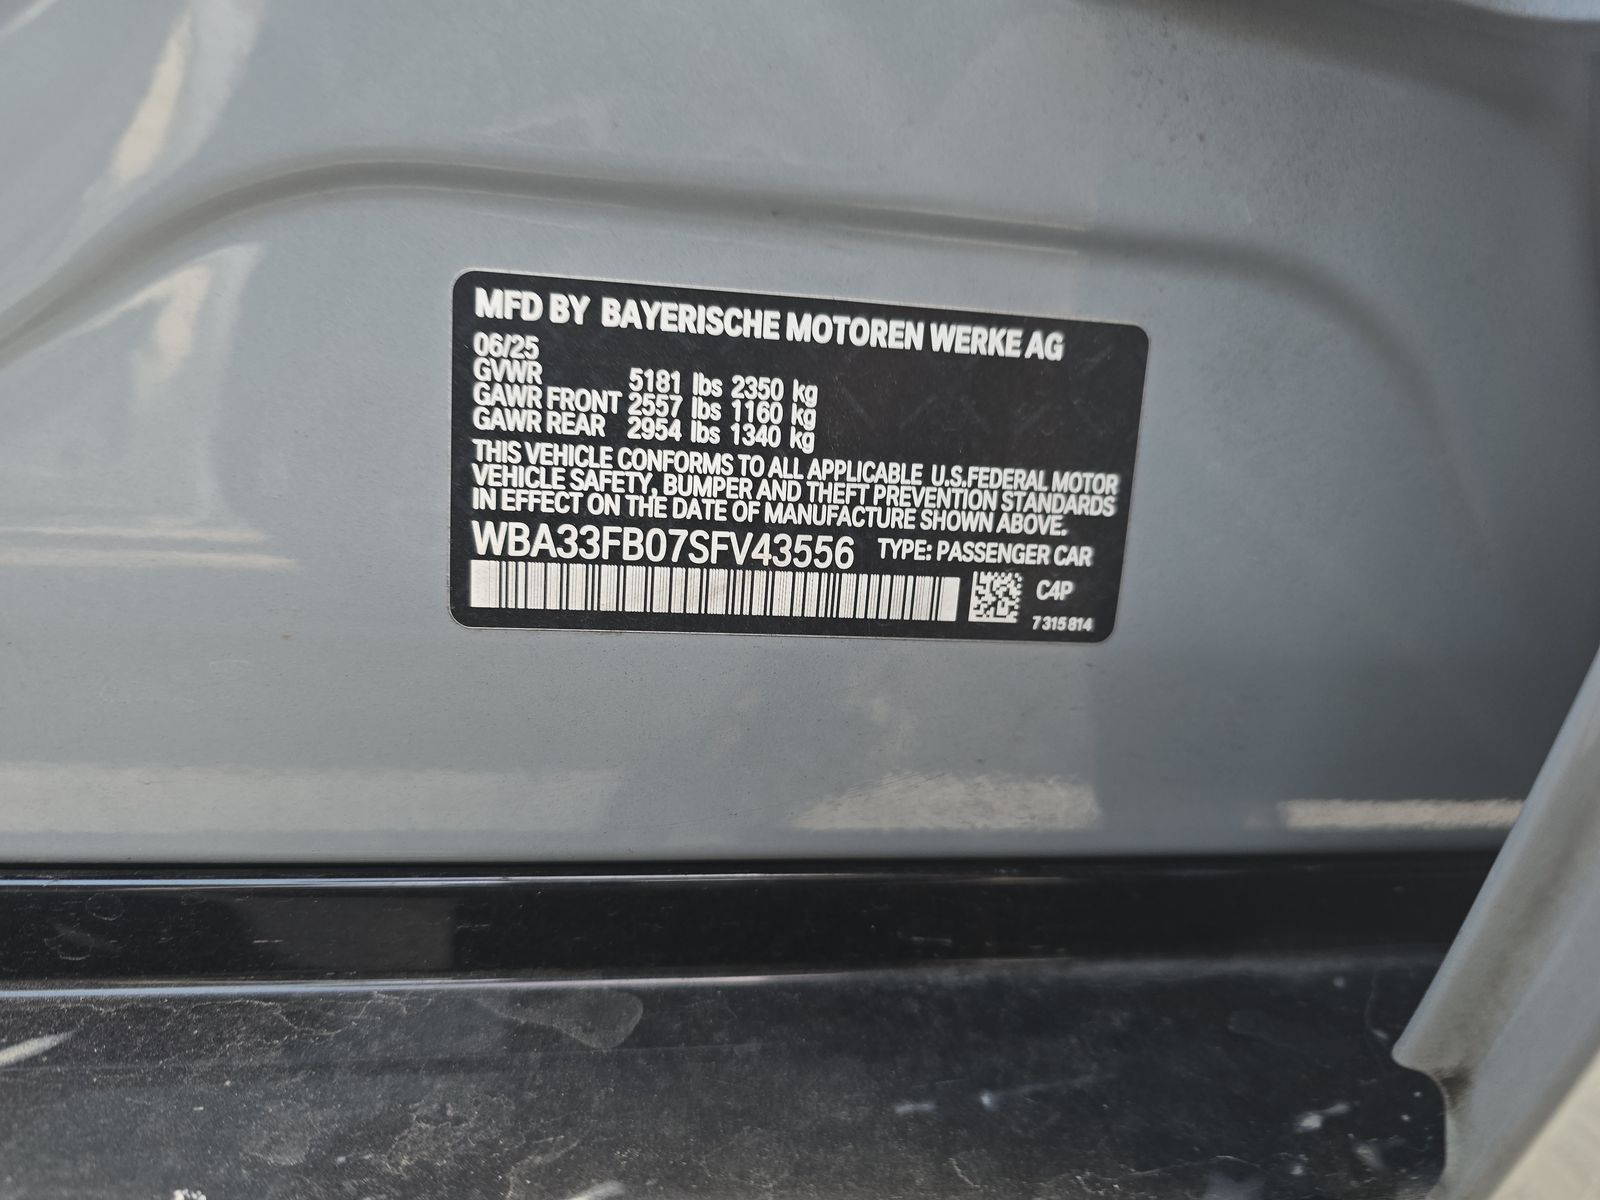 MFD BY BAYERISCHE MOTOREN WERKE AG
06/25
GVWR 5181 lbs 2350 kg
GAWR FRONT 2557 lbs 1160 kg
GAWR REAR 2954 lbs 1340 kg
THIS VEHICLE CONFORMS TO ALL APPLICABLE U.S.FEDERAL MOTOR
VEHICLE SAFETY, BUMPER AND THEFT PREVENTION STANDARDS
IN EFFECT ON THE DATE OF MANUFACTURE SHOWN ABOVE.
WBA33FB07SFV43556 TYPE: PASSENGER CAR
C4P
7 315 814